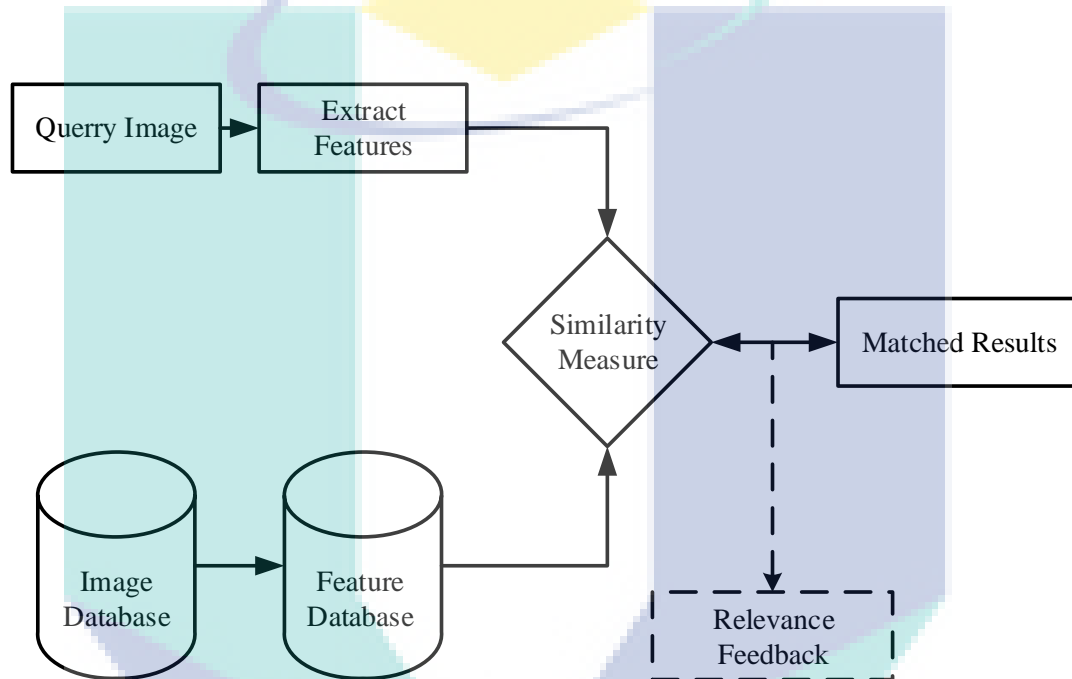 Querry Image
Extract
Features
Similarity
Measure
Matched Results
Image
Database
Feature
Database
Relevance
Feedback